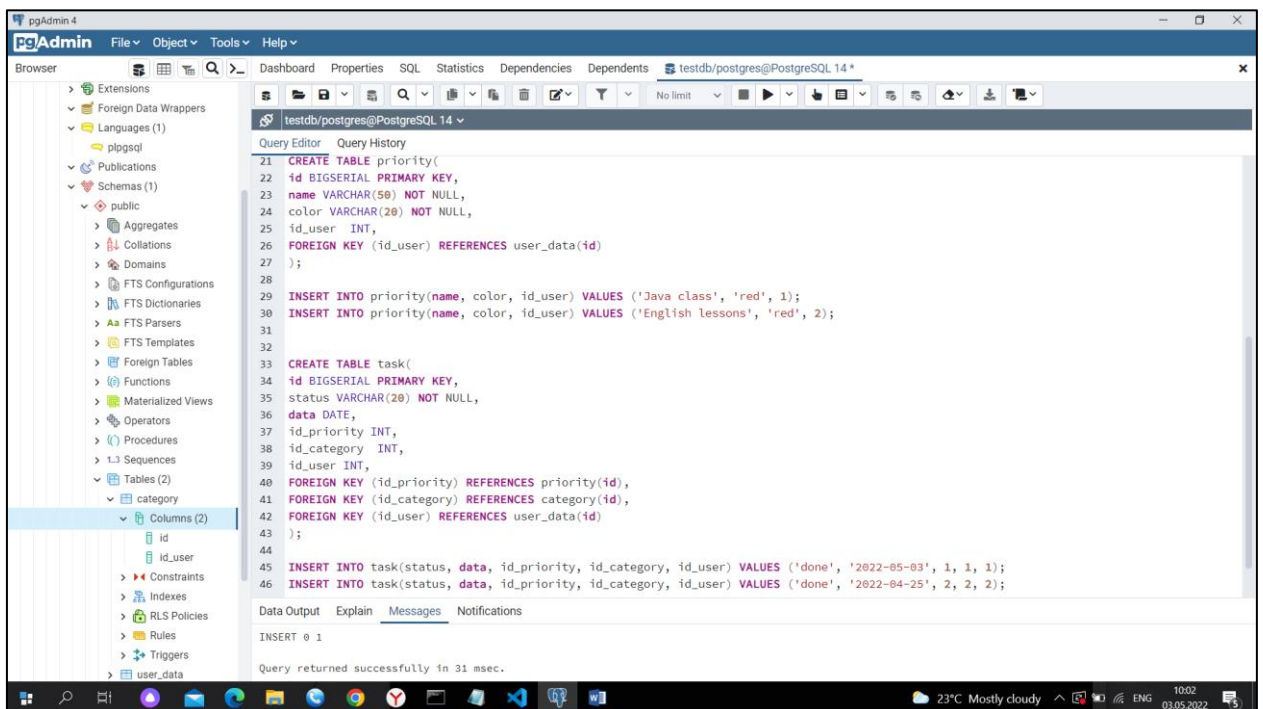 pgAdmin 4
pgAdmin File Object Tools Help
Browser Dashboard Properties SQL Statistics Dependencies Dependents testdb/postgres@PostgreSQL 14 *
Extensions
Foreign Data Wrappers
Languages (1)
plpgsql
Publications
Schemas (1)
public
Aggregates
Collations
Domains
FTS Configurations
FTS Dictionaries
FTS Parsers
FTS Templates
Foreign Tables
Functions
Materialized Views
Operators
Procedures
1..3 Sequences
Tables (2)
category
Columns (2)
id
id_user
Constraints
Indexes
RLS Policies
Rules
Triggers
user_data
No limit
testdb/postgres@PostgreSQL 14
Query Editor Query History
21 CREATE TABLE priority(
22 id BIGSERIAL PRIMARY KEY,
23 name VARCHAR(50) NOT NULL,
24 color VARCHAR(20) NOT NULL,
25 id_user INT,
26 FOREIGN KEY (id_user) REFERENCES user_data(id)
27 );
28
29 INSERT INTO priority(name, color, id_user) VALUES ('Java class', 'red', 1);
30 INSERT INTO priority(name, color, id_user) VALUES ('English lessons', 'red', 2);
31
32
33 CREATE TABLE task(
34 id BIGSERIAL PRIMARY KEY,
35 status VARCHAR(20) NOT NULL,
36 data DATE,
37 id_priority INT,
38 id_category INT,
39 id_user INT,
40 FOREIGN KEY (id_priority) REFERENCES priority(id),
41 FOREIGN KEY (id_category) REFERENCES category(id),
42 FOREIGN KEY (id_user) REFERENCES user_data(id)
43 );
44
45 INSERT INTO task(status, data, id_priority, id_category, id_user) VALUES ('done', '2022-05-03', 1, 1, 1);
46 INSERT INTO task(status, data, id_priority, id_category, id_user) VALUES ('done', '2022-04-25', 2, 2, 2);
Data Output Explain Messages Notifications
INSERT 0 1
Query returned successfully in 31 msec.
23°C Mostly cloudy ENG 10:02
03.05.2022